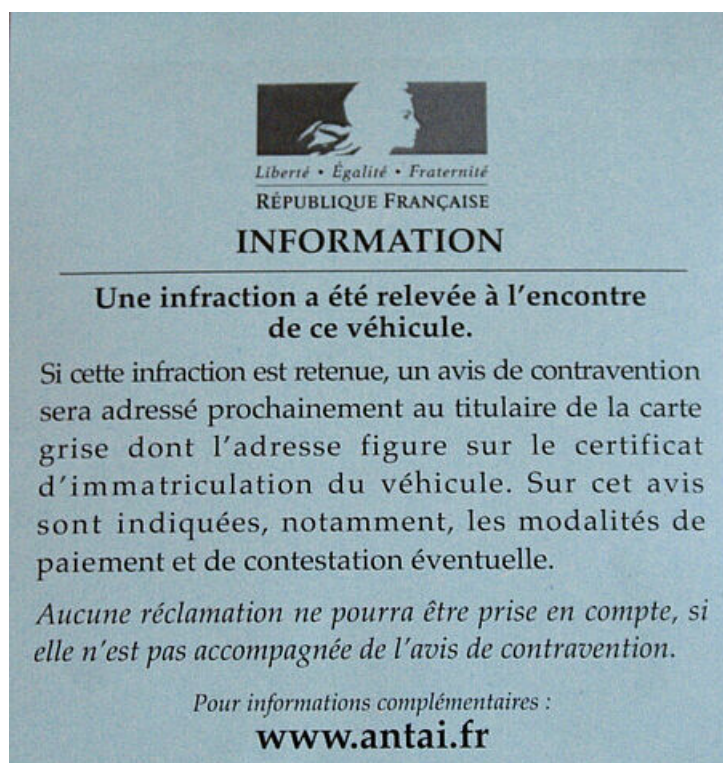 Liberté • Égalité • Fraternité
RÉPUBLIQUE FRANÇAISE
INFORMATION
Une infraction a été relevée à l'encontre
de ce véhicule.
Si cette infraction est retenue, un avis de contravention
sera adressé prochainement au titulaire de la carte
grise dont l'adresse figure sur le certificat
d'immatriculation du véhicule. Sur cet avis
sont indiquées, notamment, les modalités de
paiement et de contestation éventuelle.
Aucune réclamation ne pourra être prise en compte, si
elle n'est pas accompagnée de l'avis de contravention.
Pour informations complémentaires :
www.antai.fr